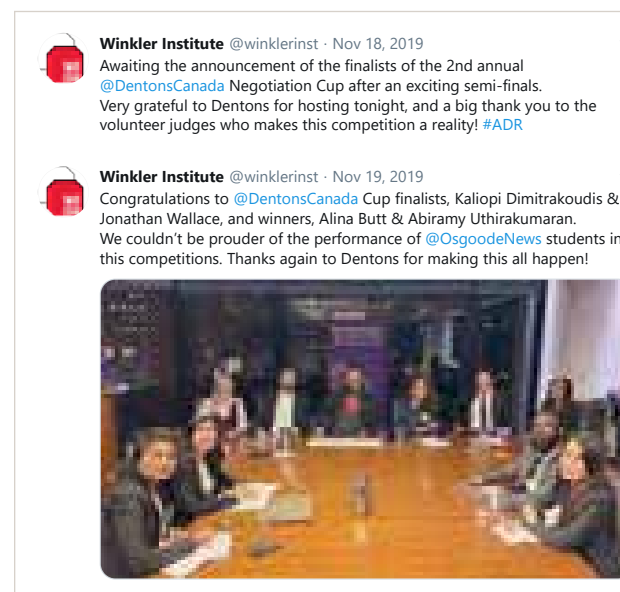 Winkler Institute @winklerinst · Nov 18, 2019
Awaiting the announcement of the finalists of the 2nd annual
@DentonsCanada Negotiation Cup after an exciting semi-finals.
Very grateful to Dentons for hosting tonight, and a big thank you to the
volunteer judges who makes this competition a reality! #ADR
Winkler Institute @winklerinst · Nov 19, 2019
Congratulations to @DentonsCanada Cup finalists, Kaliopi Dimitrakoudis &
Jonathan Wallace, and winners, Alina Butt & Abiramy Uthirakumaran.
We couldn't be prouder of the performance of @OsgoodeNews students in
this competitions. Thanks again to Dentons for making this all happen!